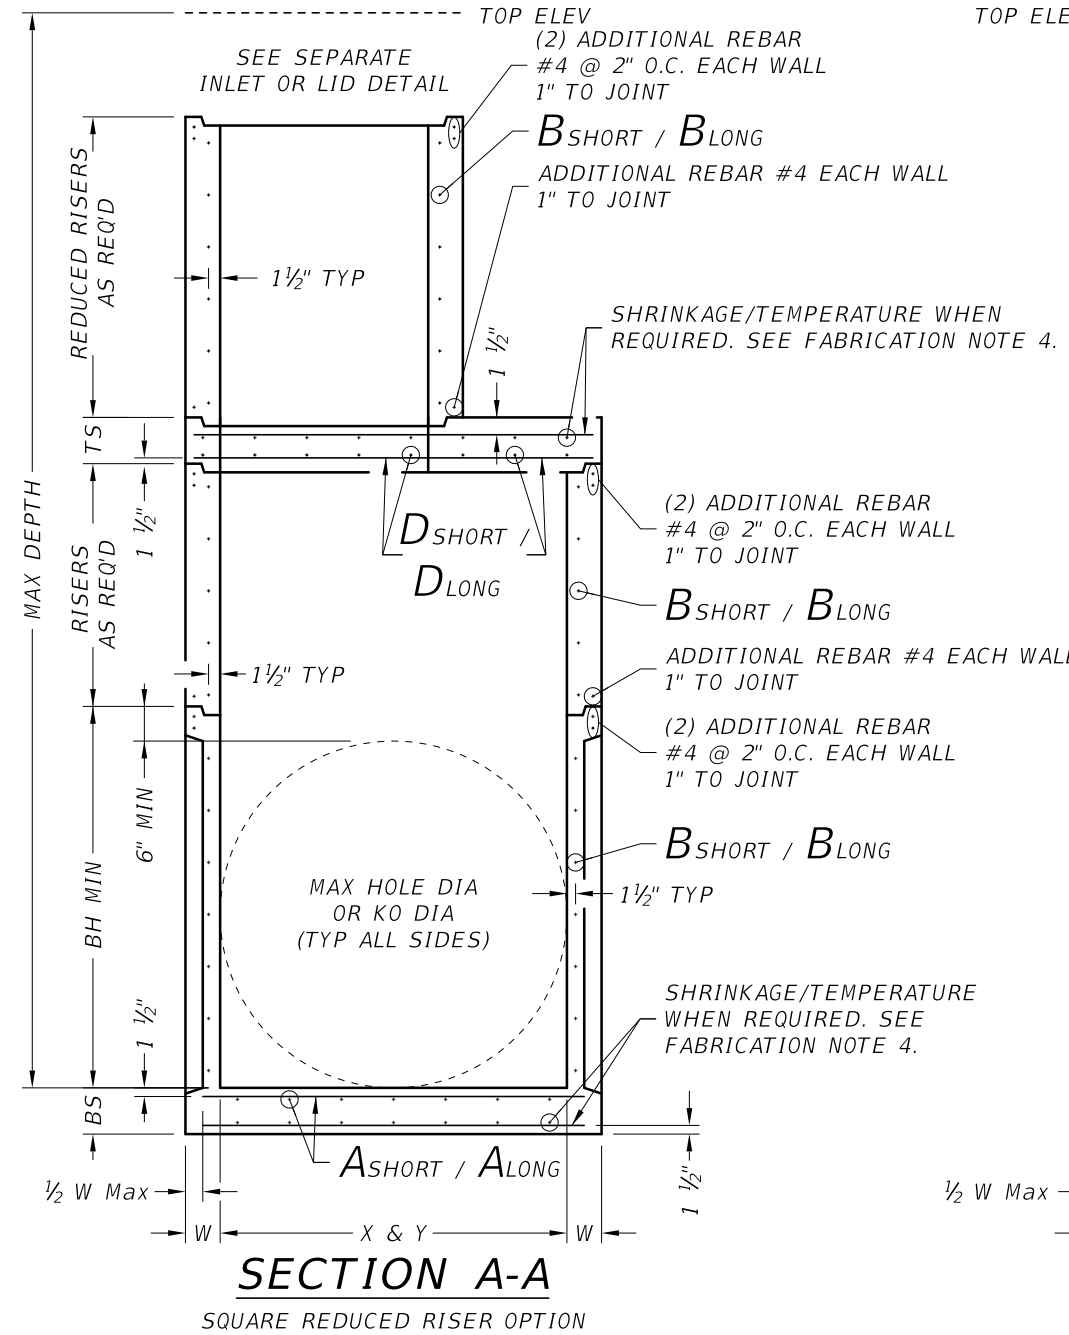 TOP ELEV
TOP ELE
SEE SEPARATE
INLET OR LID DETAIL
(2) ADDITIONAL REBAR
#4 @ 2" O.C. EACH WALL
1" TO JOINT
BSHORT / BLONG
ADDITIONAL REBAR #4 EACH WALL
1" TO JOINT
REDUCED RISERS
AS REQ'D
1½" TYP
SHRINKAGE/TEMPERATURE WHEN
REQUIRED. SEE FABRICATION NOTE 4.
1 ½"
TS
MAX DEPTH
RISERS
AS REQ'D
1 ½"
DSHORT /
DLONG
(2) ADDITIONAL REBAR
#4 @ 2" O.C. EACH WALL
1" TO JOINT
BSHORT / BLONG
1½" TYP
ADDITIONAL REBAR #4 EACH WALL
1" TO JOINT
(2) ADDITIONAL REBAR
#4 @ 2" O.C. EACH WALL
1" TO JOINT
6" MIN
BH MIN
BSHORT / BLONG
MAX HOLE DIA
OR KO DIA
(TYP ALL SIDES)
1½" TYP
1 ½"
SHRINKAGE/TEMPERATURE
WHEN REQUIRED. SEE
FABRICATION NOTE 4.
BS
ASHORT / ALONG
1 ½"
½ W Max
½ W Max
W
X & Y
W
SECTION A-A
SQUARE REDUCED RISER OPTION